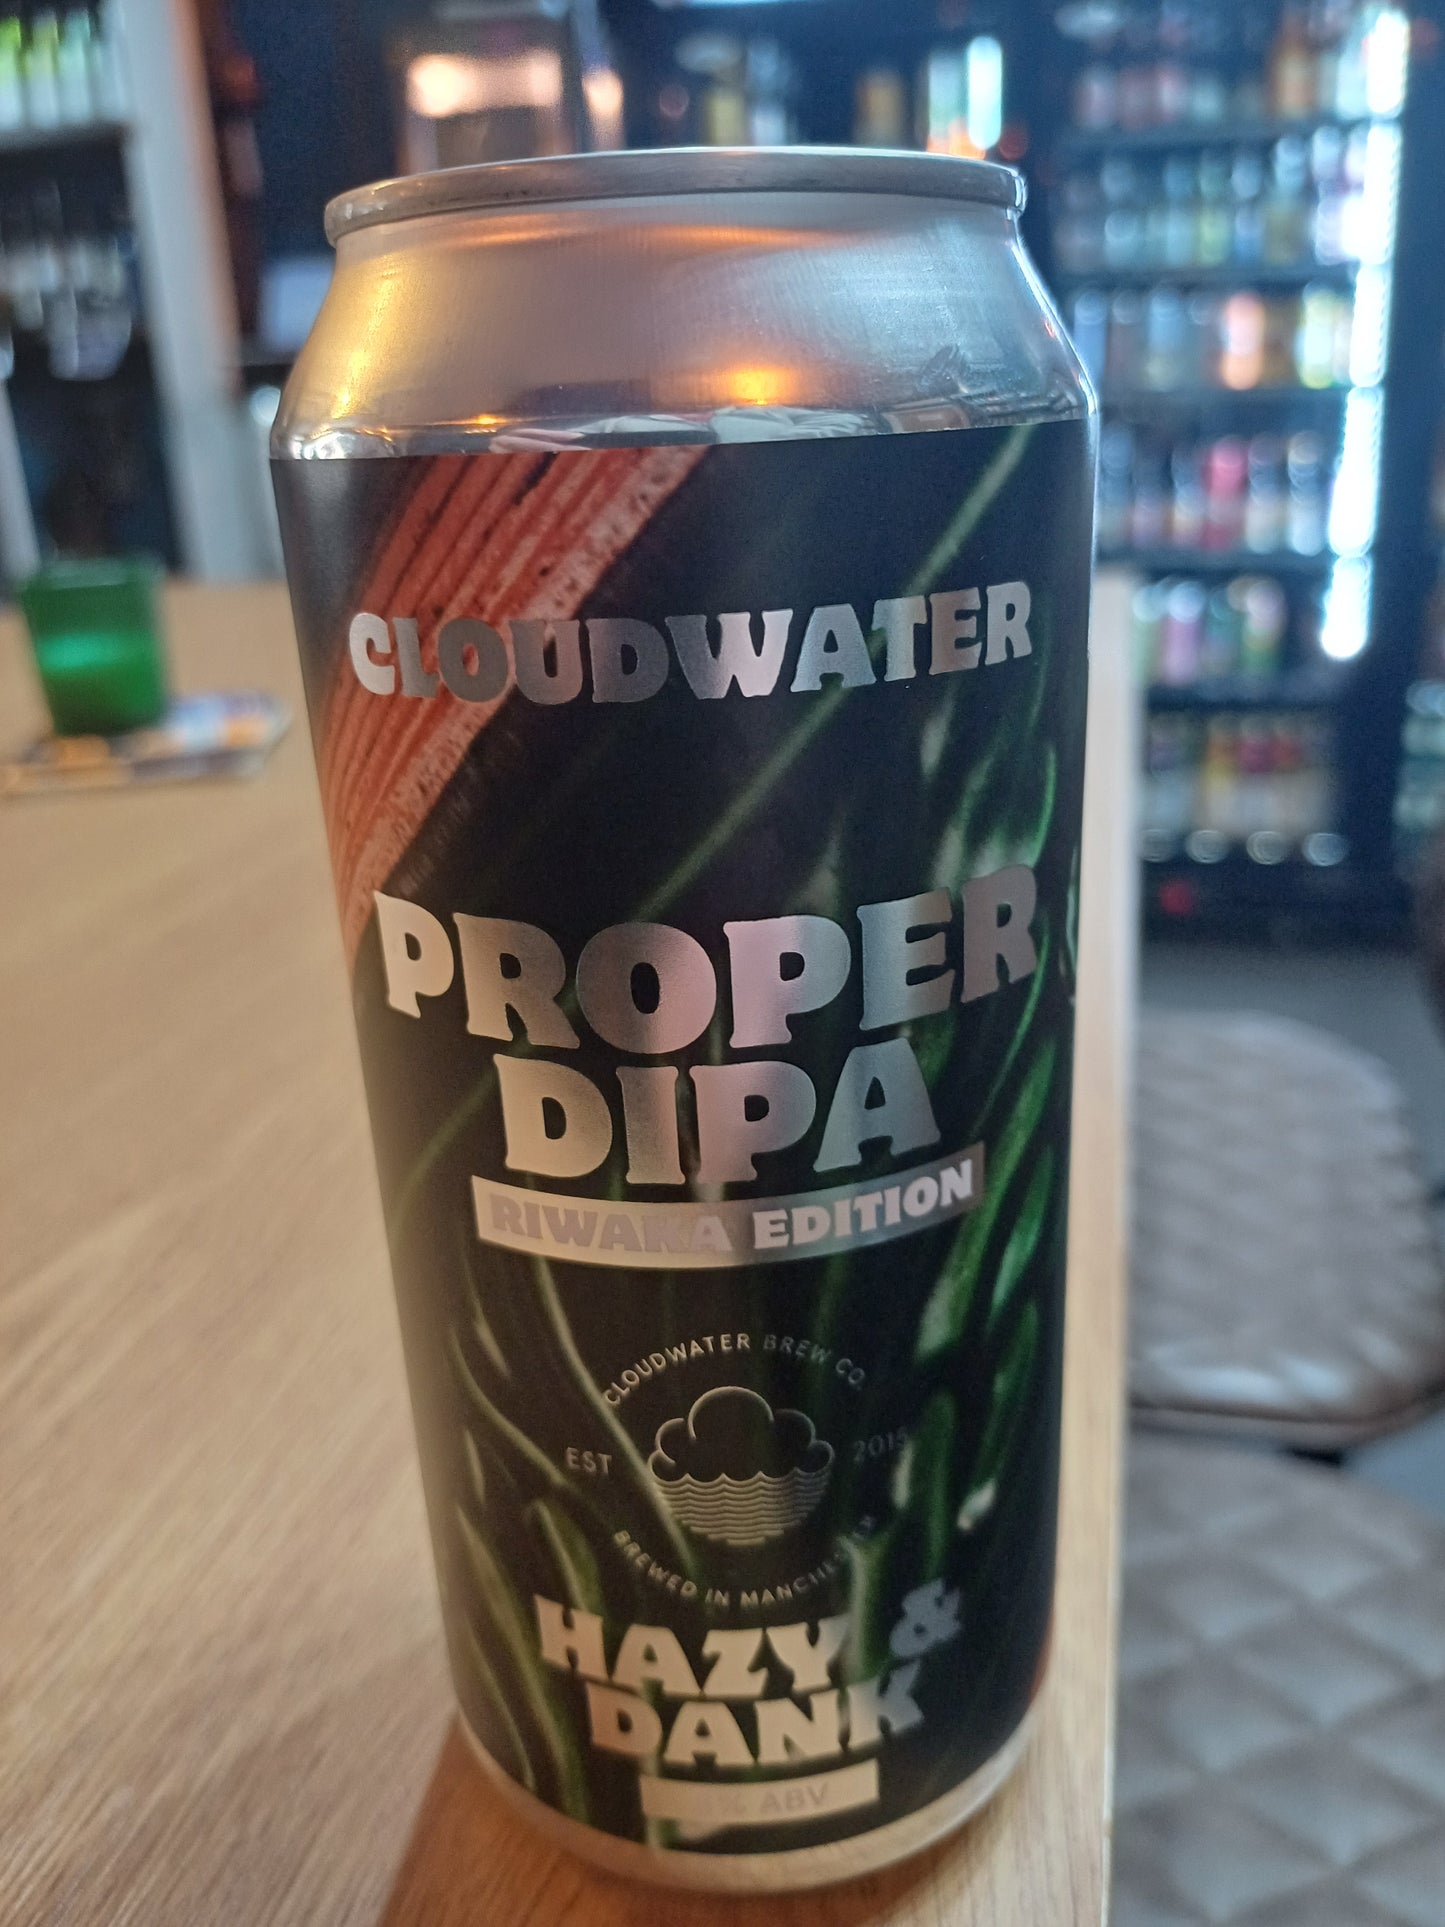 CLOUDWATER
PROPER
DIPA
RIWAKA EDITION
CLOUDWATER BREW CO.
EST 2015
BREWED IN MANCHESTER
HAZY &
DANK
% ABV